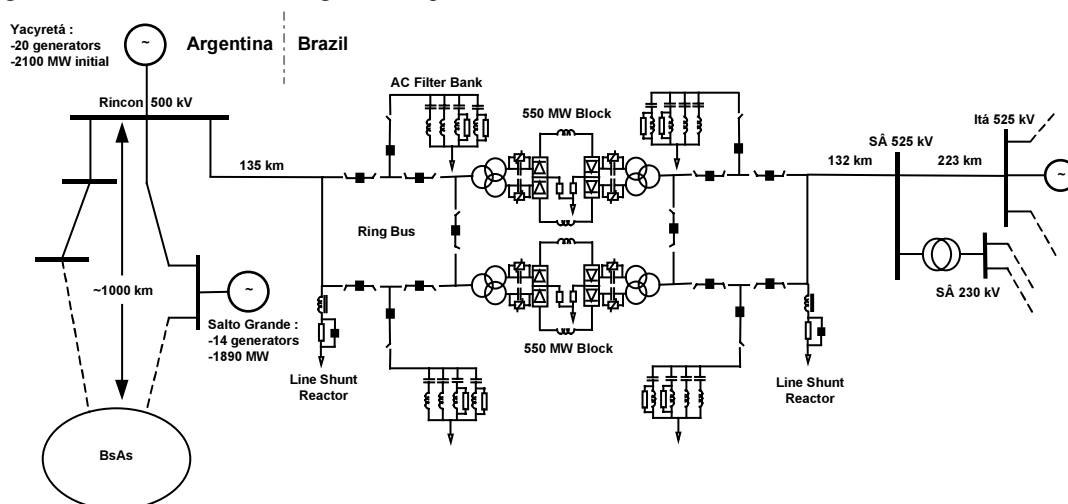 Yacyretá :
-20 generators
-2100 MW initial
~
Argentina
Brazil
Rincon 500 kV
AC Filter Bank
550 MW Block
Itá 525 kV
SÂ 525 kV
135 km
132 km
223 km
~
Ring Bus
~1000 km
~
SÂ 230 kV
Salto Grande :
-14 generators
-1890 MW
550 MW Block
Line Shunt
Reactor
Line Shunt
Reactor
BsAs